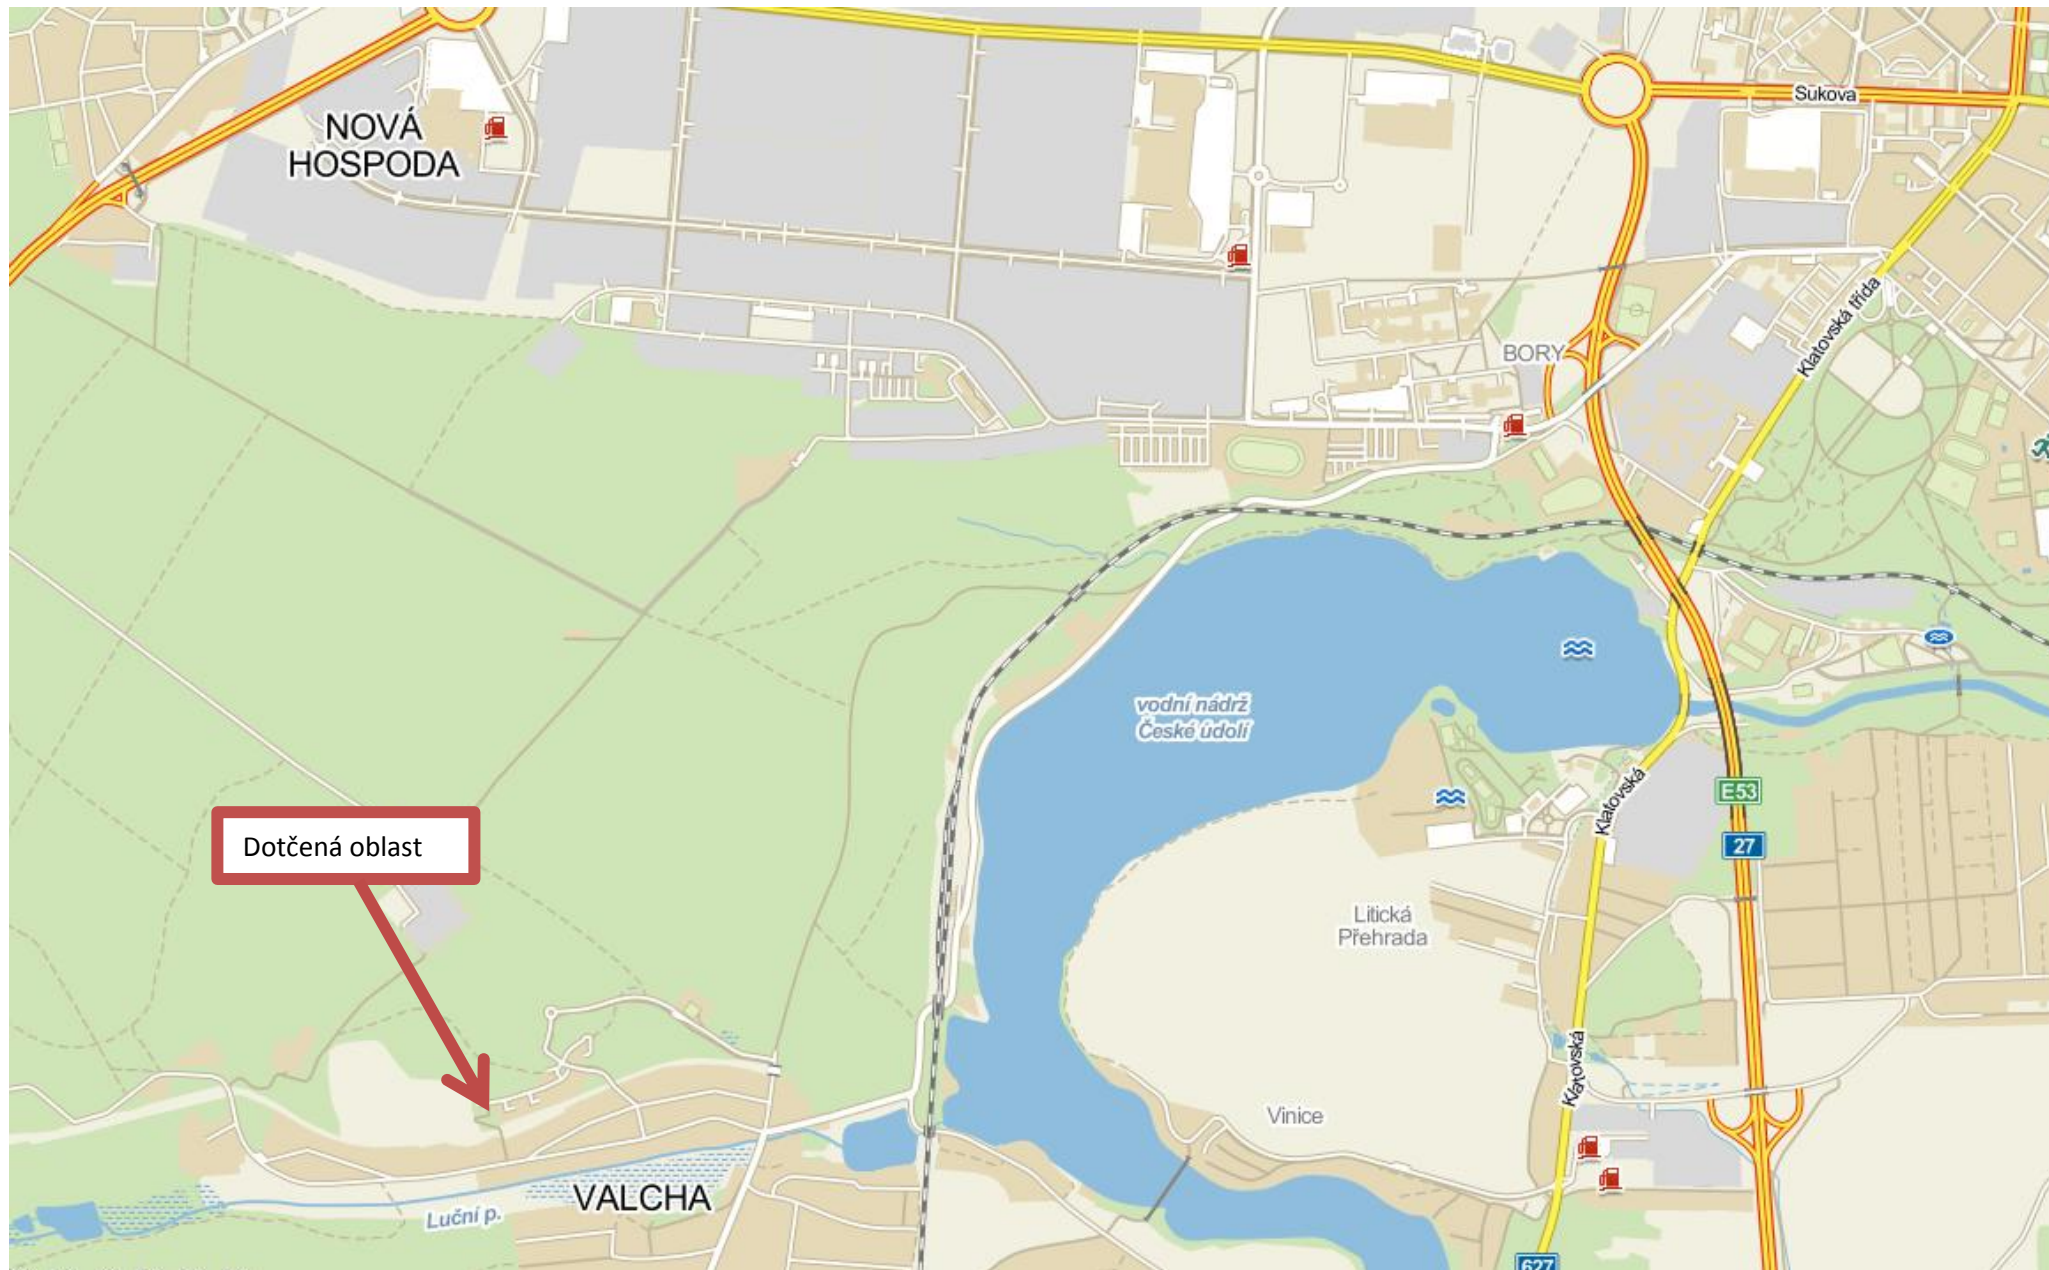 Sukova
NOVÁ
HOSPODA
Klatovská třída
BORY
vodní nádrž
České údolí
Klatovská
E53
27
Dotčená oblast
Litická
Přehrada
Klatovská
Vinice
VALCHA
Luční p.
627